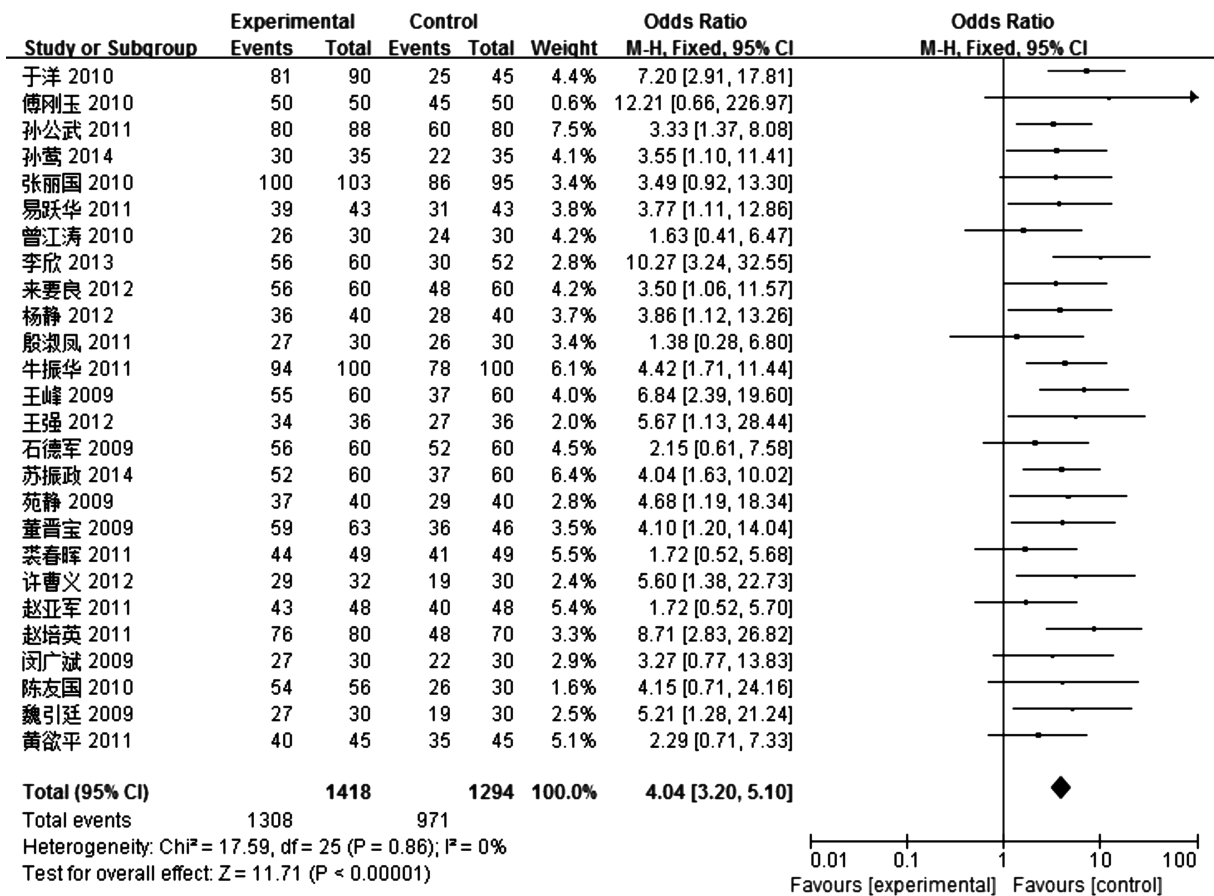 Experimental Control Odds Ratio Odds Ratio
Study or Subgroup Events Total Events Total Weight M-H, Fixed, 95% CI M-H, Fixed, 95% CI
于洋 2010 81 90 25 45 4.4% 7.20 [2.91, 17.81]
傅刚玉 2010 50 50 45 50 0.6% 12.21 [0.66, 226.97]
孙公武 2011 80 88 60 80 7.5% 3.33 [1.37, 8.08]
孙莺 2014 30 35 22 35 4.1% 3.55 [1.10, 11.41]
张丽国 2010 100 103 86 95 3.4% 3.49 [0.92, 13.30]
易跃华 2011 39 43 31 43 3.8% 3.77 [1.11, 12.86]
曾江涛 2010 26 30 24 30 4.2% 1.63 [0.41, 6.47]
李欣 2013 56 60 30 52 2.8% 10.27 [3.24, 32.55]
来要良 2012 56 60 48 60 4.2% 3.50 [1.06, 11.57]
杨静 2012 36 40 28 40 3.7% 3.86 [1.12, 13.26]
殷淑凤 2011 27 30 26 30 3.4% 1.38 [0.28, 6.80]
牛振华 2011 94 100 78 100 6.1% 4.42 [1.71, 11.44]
王峰 2009 55 60 37 60 4.0% 6.84 [2.39, 19.60]
王强 2012 34 36 27 36 2.0% 5.67 [1.13, 28.44]
石德军 2009 56 60 52 60 4.9% 2.15 [0.61, 7.58]
苏振政 2014 52 60 37 60 6.4% 4.04 [1.63, 10.02]
苑静 2009 37 40 29 40 2.8% 4.68 [1.19, 18.34]
董晋宝 2009 59 63 36 46 3.5% 4.10 [1.20, 14.04]
裘春晖 2011 44 49 41 49 5.5% 1.72 [0.52, 5.68]
许曹义 2012 29 32 19 30 2.4% 5.60 [1.38, 22.73]
赵亚军 2011 43 48 40 48 5.4% 1.72 [0.52, 5.70]
赵培英 2011 76 80 48 70 3.3% 8.71 [2.83, 26.82]
闵广斌 2009 27 30 22 30 2.9% 3.27 [0.77, 13.83]
陈友国 2010 54 56 26 30 1.6% 4.15 [0.71, 24.16]
魏引廷 2009 27 30 19 30 2.5% 5.21 [1.28, 21.24]
黄欲平 2011 40 45 35 45 5.1% 2.29 [0.71, 7.33]
Total (95% CI) 1418 1294 100.0% 4.04 [3.20, 5.10]
Total events 1308 971
Heterogeneity: Chi² = 17.59, df = 25 (P = 0.86); I² = 0%
Test for overall effect: Z = 11.71 (P < 0.00001)
0.01 0.1 1 10 100
Favours [experimental] Favours [control]